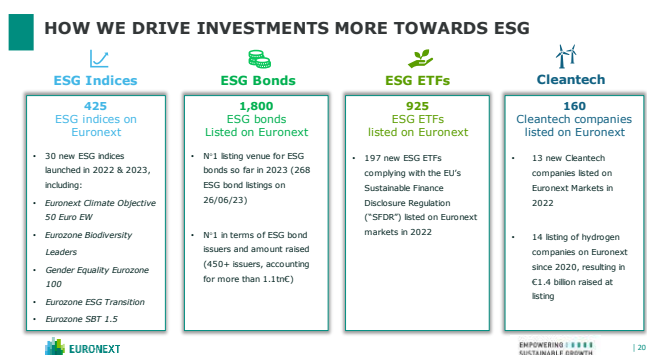 HOW WE DRIVE INVESTMENTS MORE TOWARDS ESG
ESG Indices
425
ESG indices on
Euronext
• 30 new ESG indices
launched in 2022 & 2023,
including:
• Euronext Climate Objective
50 Euro EW
• Eurozone Biodiversity
Leaders
• Gender Equality Eurozone
100
• Eurozone ESG Transition
• Eurozone SBT 1.5
ESG Bonds
1,800
ESG bonds
Listed on Euronext
• N°1 listing venue for ESG
bonds so far in 2023 (268
ESG bond listings on
26/06/23)
• N°1 in terms of ESG bond
issuers and amount raised
(450+ issuers, accounting
for more than 1.1tn€)
ESG ETFs
925
ESG ETFs
listed on Euronext
• 197 new ESG ETFs
complying with the EU's
Sustainable Finance
Disclosure Regulation
("SFDR") listed on Euronext
markets in 2022
Cleantech
160
Cleantech companies
listed on Euronext
• 13 new Cleantech
companies listed on
Euronext Markets in
2022
• 14 listing of hydrogen
companies on Euronext
since 2020, resulting in
€1.4 billion raised at
listing
EURONEXT
EMPOWERING
SUSTAINABLE GROWTH
| 20